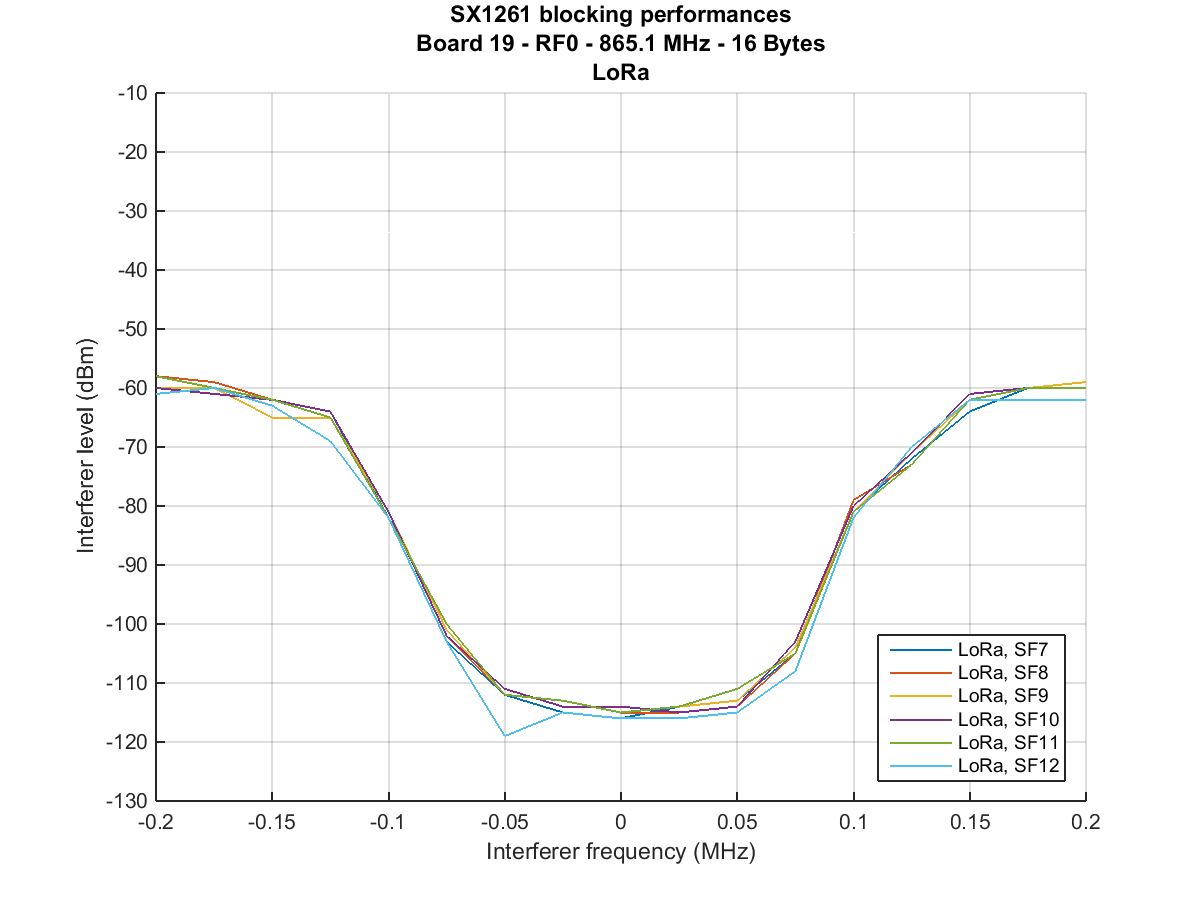 SX1261 blocking performances
Board 19 - RF0 - 865.1 MHz - 16 Bytes
LoRa
-10
-20
-30
-40
-50
-60
-70
-80
-90
-100
-110
-120
-130
Interferer level (dBm)
LoRa, SF7
LoRa, SF8
LoRa, SF9
LoRa, SF10
LoRa, SF11
LoRa, SF12
-0.2 -0.15 -0.1 -0.05 0 0.05 0.1 0.15 0.2
Interferer frequency (MHz)